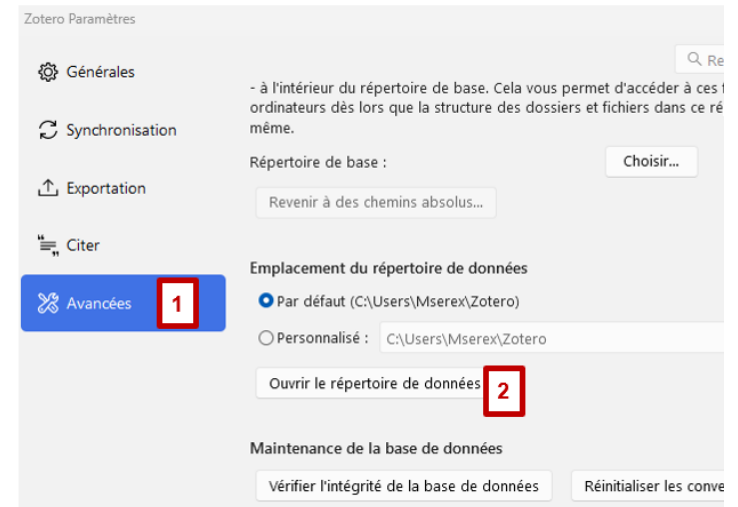 Zotero Paramètres
Générales
Synchronisation
Exportation
Citer
Avancées
1
Re
- à l'intérieur du répertoire de base. Cela vous permet d'accéder à ces
ordinateurs dès lors que la structure des dossiers et fichiers dans ce ré
même.
Répertoire de base :
Choisir...
Revenir à des chemins absolus...
Emplacement du répertoire de données
Par défaut (C:\Users\Mserex\Zotero)
Personnalisé : C:\Users\Mserex\Zotero
Ouvrir le répertoire de données
2
Maintenance de la base de données
Vérifier l'intégrité de la base de données
Réinitialiser les conve